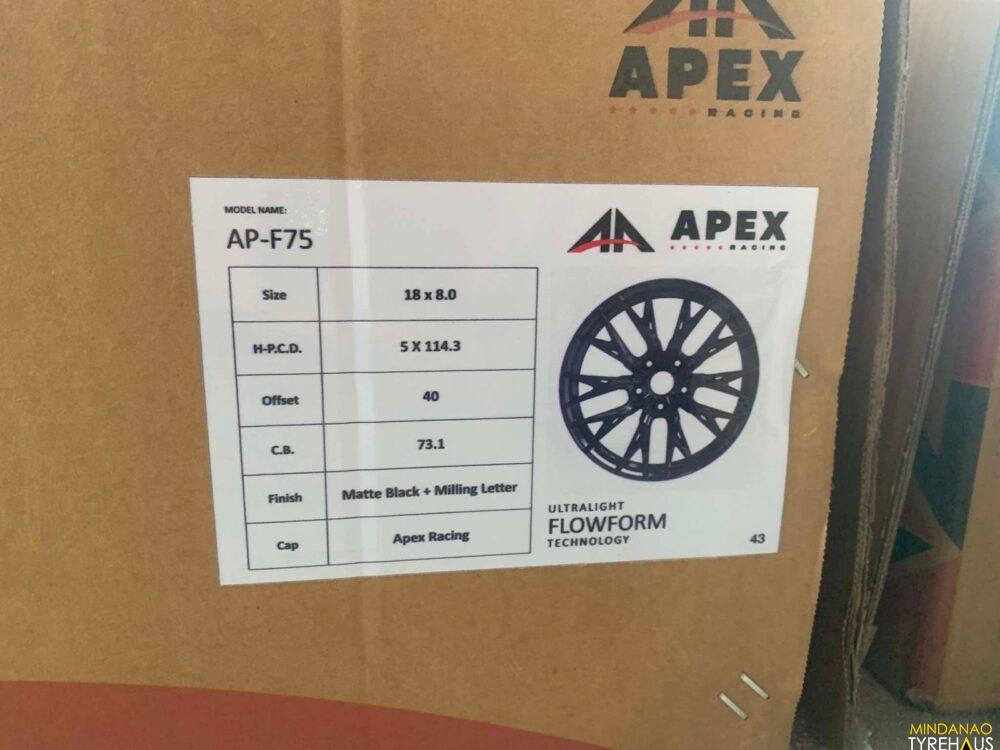 APEX
RACING
MODEL NAME:
AP-F75
APEX
RACING
Size 18 x 8.0
H-P.C.D. 5 X 114.3
Offset 40
C.B. 73.1
Finish Matte Black + Milling Letter
Cap Apex Racing
ULTRALIGHT
FLOWFORM
TECHNOLOGY
43
MINDANAO
TYREHAUS